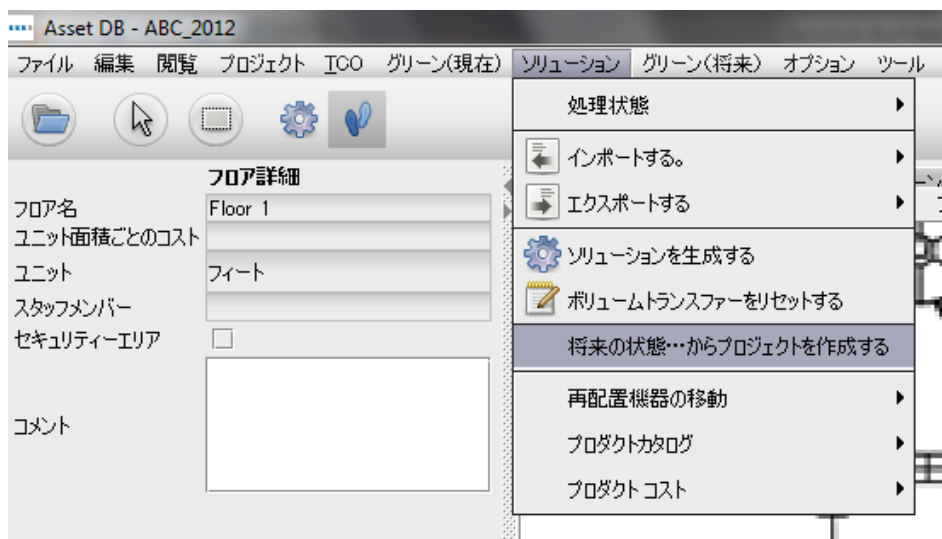 Asset DB - ABC_2012
ファイル 編集 閲覧 プロジェクト TCO グリーン(現在) ソリューション グリーン(将来) オプション ツール
処理状態
インポートする。
エクスポートする
ソリューションを生成する
ボリュームトランスファーをリセットする
将来の状態…からプロジェクトを作成する
再配置機器の移動
プロダクトカタログ
プロダクト コスト
フロア詳細
フロア名 Floor 1
ユニット面積ごとのコスト
ユニット フィート
スタッフメンバー
セキュリティーエリア
コメント